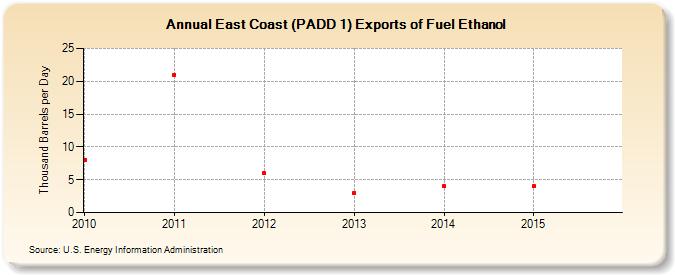 Annual East Coast (PADD 1) Exports of Fuel Ethanol
Thousand Barrels per Day
25
20
15
10
5
0
2010 2011 2012 2013 2014 2015
Source: U.S. Energy Information Administration